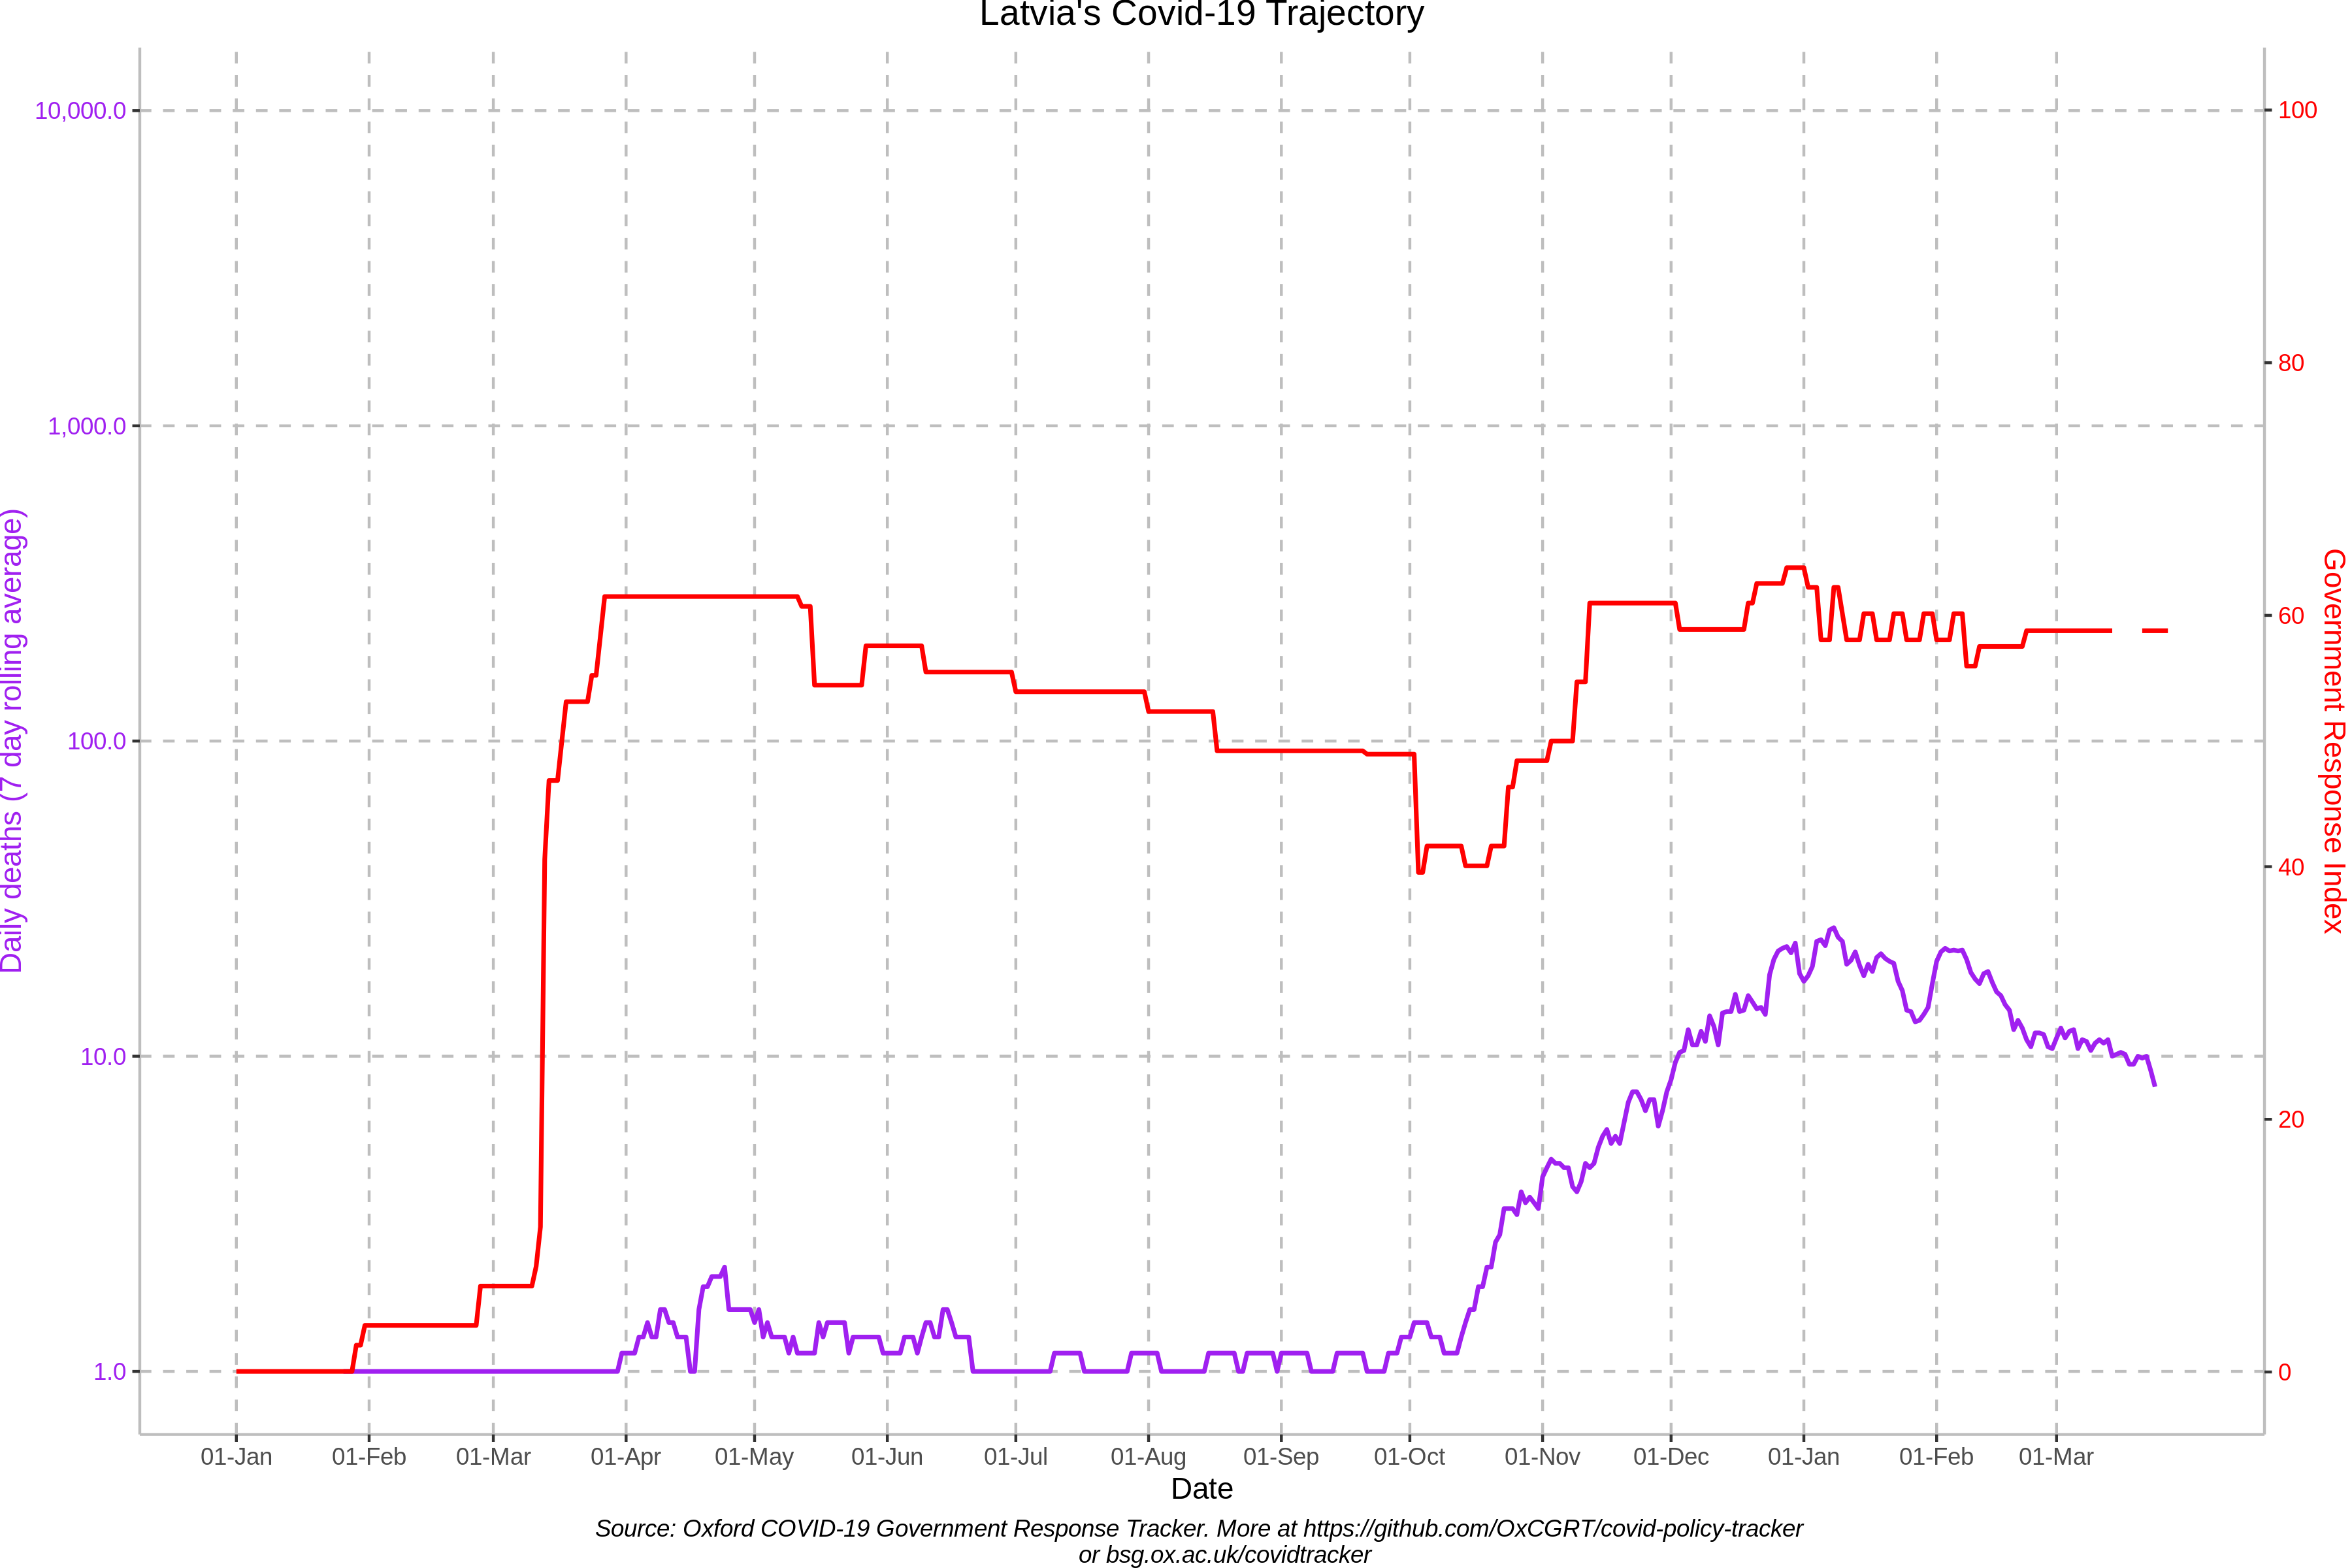 Latvia's Covid-19 Trajectory
10,000.0
1,000.0
100.0
10.0
1.0
Daily deaths (7 day rolling average)
100
80
60
40
20
0
Government Response Index
01-Jan 01-Feb 01-Mar 01-Apr 01-May 01-Jun 01-Jul 01-Aug 01-Sep 01-Oct 01-Nov 01-Dec 01-Jan 01-Feb 01-Mar
Date
Source: Oxford COVID-19 Government Response Tracker. More at https://github.com/OxCGRT/covid-policy-tracker
or bsg.ox.ac.uk/covidtracker